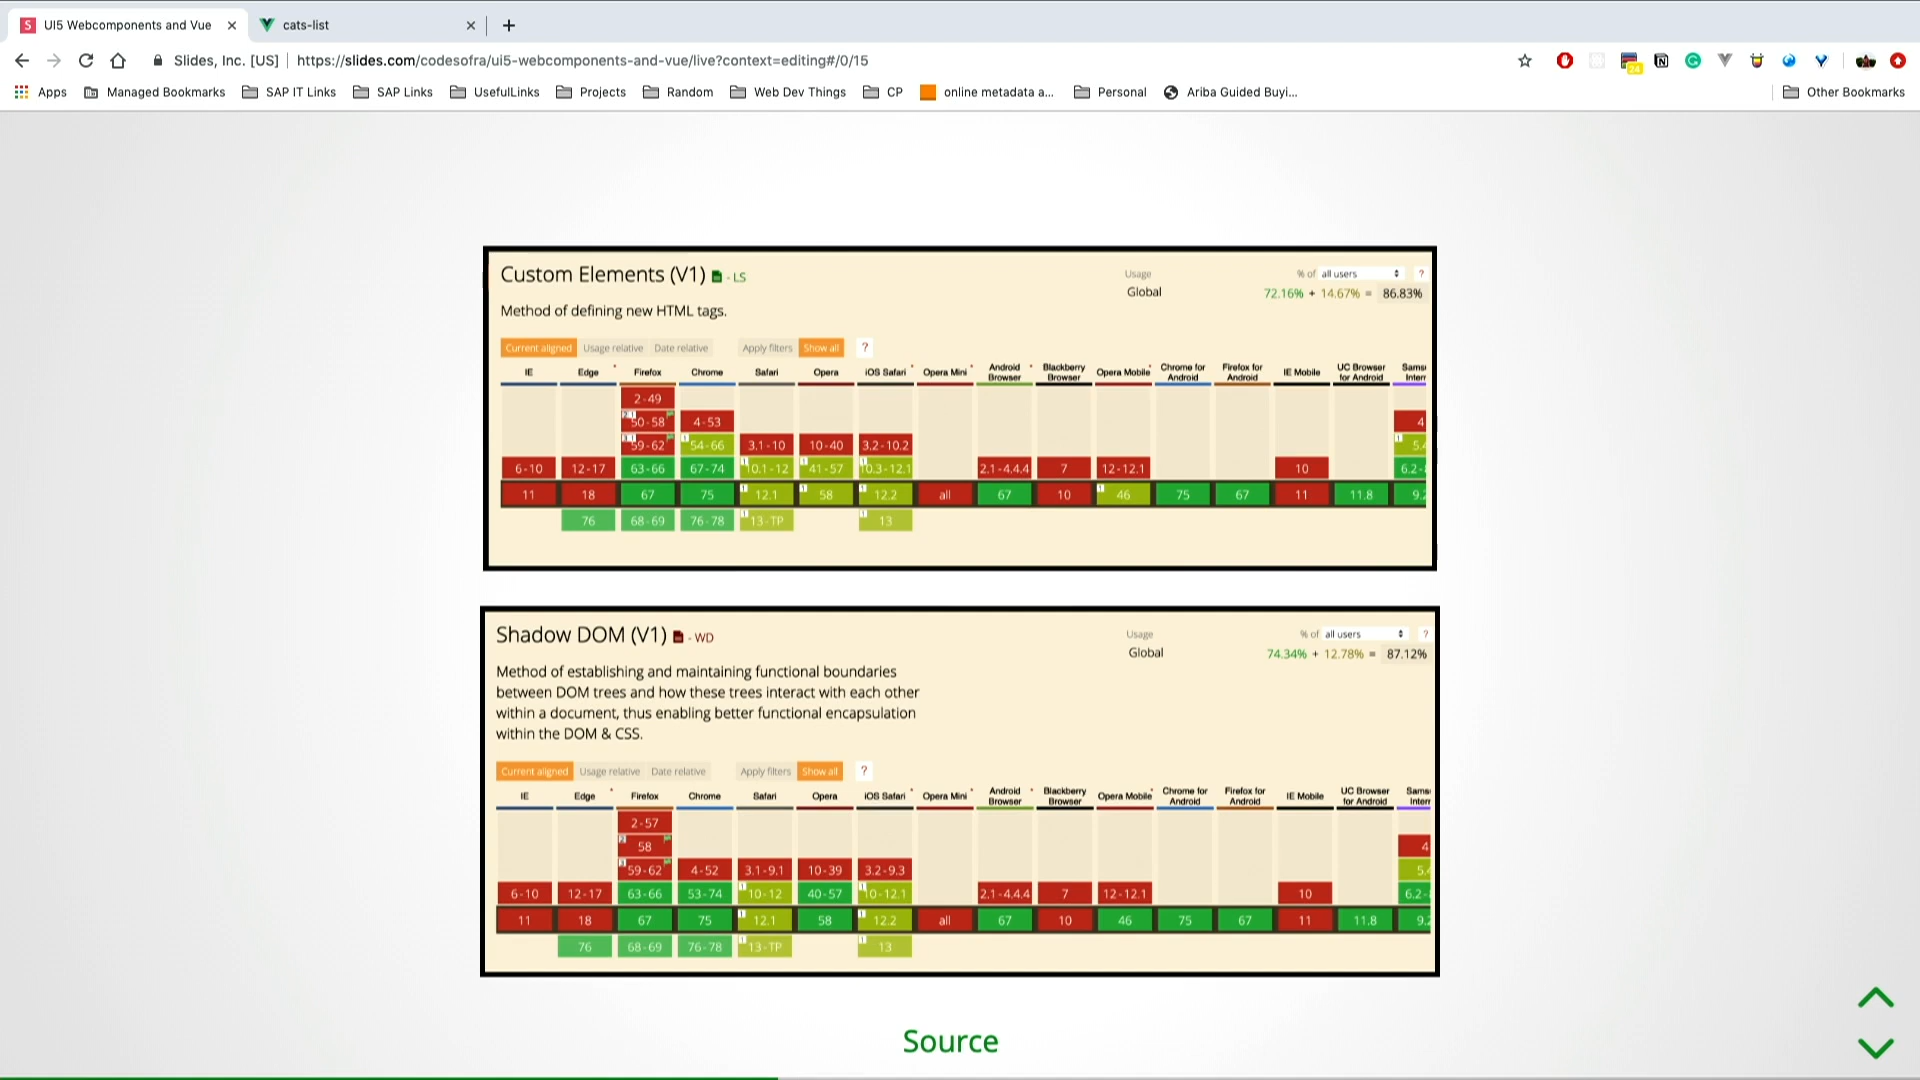 UI5 Webcomponents and Vue
cats-list
Slides, Inc. [US]
https://slides.com/codesofra/ui5-webcomponents-and-vue/live?context=editing#/0/15
Apps
Managed Bookmarks
SAP IT Links
SAP Links
UsefulLinks
Projects
Random
Web Dev Things
CP
online metadata a...
Personal
Ariba Guided Buyi...
Other Bookmarks
Custom Elements (V1) - LS
Usage % of all users ?
Global 72.16% + 14.67% = 86.83%
Method of defining new HTML tags.
Current aligned Usage relative Date relative Apply filters Show all ?
IE Edge Firefox Chrome Safari Opera iOS Safari Opera Mini Android Browser Blackberry Browser Opera Mobile Chrome for Android Firefox for Android IE Mobile UC Browser for Android
2-49
50-58 4-53 4
59-62 54-66 3.1-10 10-40 3.2-10.2
6-10 12-17 63-66 67-74 10.1-12 41-57 10.3-12.1 2.1-4.4.4 7 12-12.1 10
11 18 67 75 12.1 58 12.2 all 67 10 46 75 67 11 11.8
76 68-69 76-78 13-TP 13
Shadow DOM (V1) - WD
Usage % of all users ?
Global 74.34% + 12.78% = 87.12%
Method of establishing and maintaining functional boundaries
between DOM trees and how these trees interact with each other
within a document, thus enabling better functional encapsulation
within the DOM & CSS.
Current aligned Usage relative Date relative Apply filters Show all ?
IE Edge Firefox Chrome Safari Opera iOS Safari Opera Mini Android Browser Blackberry Browser Opera Mobile Chrome for Android Firefox for Android IE Mobile UC Browser for Android
2-57
58 4
59-62 4-52 3.1-9.1 10-39 3.2-9.3
6-10 12-17 63-66 53-74 10-12 40-57 10-12.1 2.1-4.4.4 7 12-12.1 10
11 18 67 75 12.1 58 12.2 all 67 10 46 75 67 11 11.8
76 68-69 76-78 13-TP 13
Source